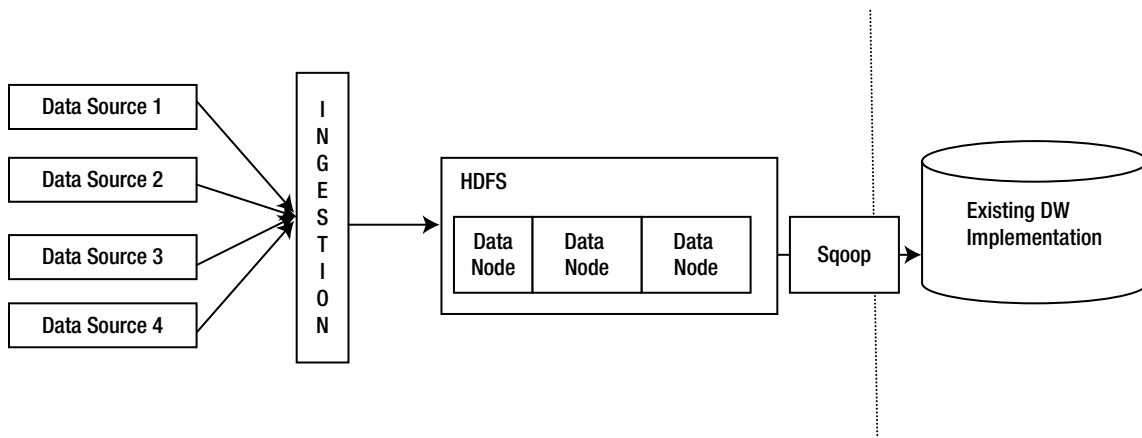 Data Source 1
Data Source 2
Data Source 3
Data Source 4
INGESTION
HDFS
Data
Node
Data
Node
Data
Node
Sqoop
Existing DW
Implementation